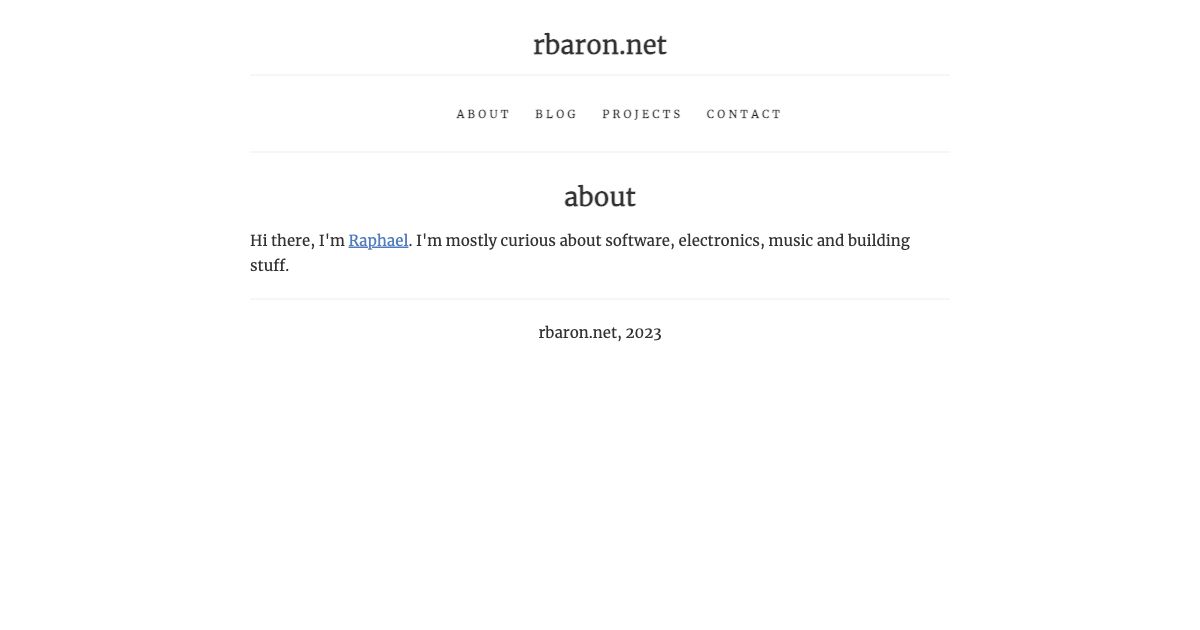 rbaron.net
ABOUT BLOG PROJECTS CONTACT
about
Hi there, I'm Raphael. I'm mostly curious about software, electronics, music and building
stuff.
rbaron.net, 2023